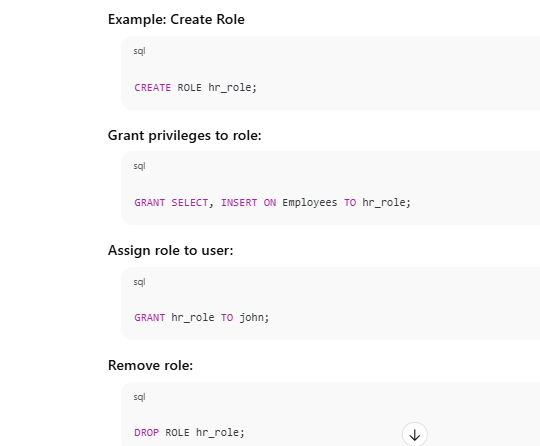 Example: Create Role
sql
CREATE ROLE hr_role;
Grant privileges to role:
sql
GRANT SELECT, INSERT ON Employees TO hr_role;
Assign role to user:
sql
GRANT hr_role TO john;
Remove role:
sql
DROP ROLE hr_role;